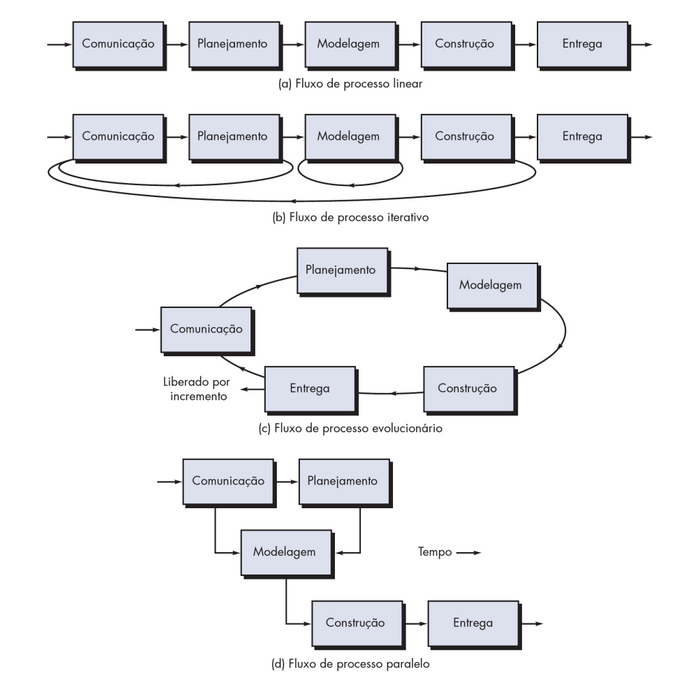 Comunicação Planejamento Modelagem Construção Entrega
(a) Fluxo de processo linear
Comunicação Planejamento Modelagem Construção Entrega
(b) Fluxo de processo iterativo
Planejamento
Modelagem
Comunicação
Liberado por
incremento
Entrega
Construção
(c) Fluxo de processo evolucionário
Comunicação Planejamento
Modelagem
Tempo
Construção Entrega
(d) Fluxo de processo paralelo